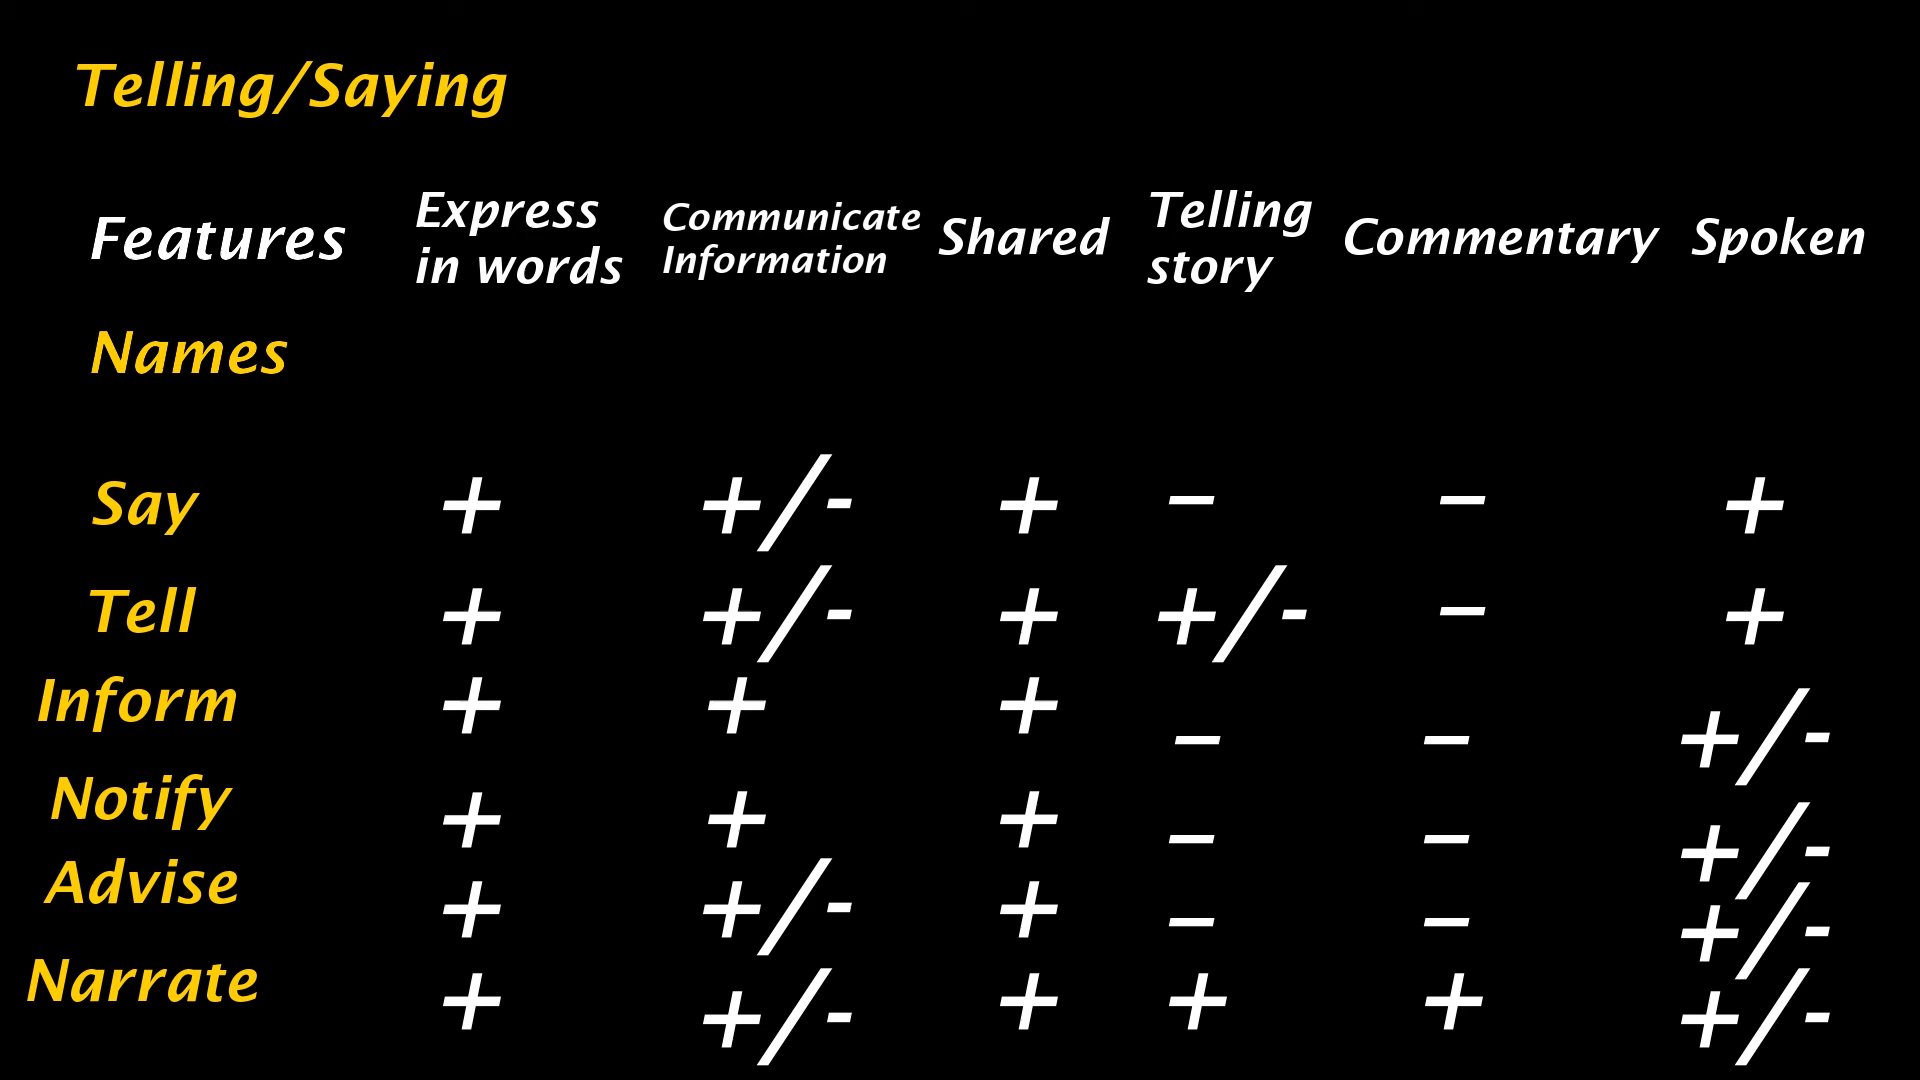 Telling/Saying
Features Express in words Communicate Information Shared Telling story Commentary Spoken
Names
Say + +/- + – – +
Tell + +/- + +/- – +
Inform + + + – – +/-
Notify + + + – – +/-
Advise + +/- + – – +/-
Narrate + +/- + + + +/-